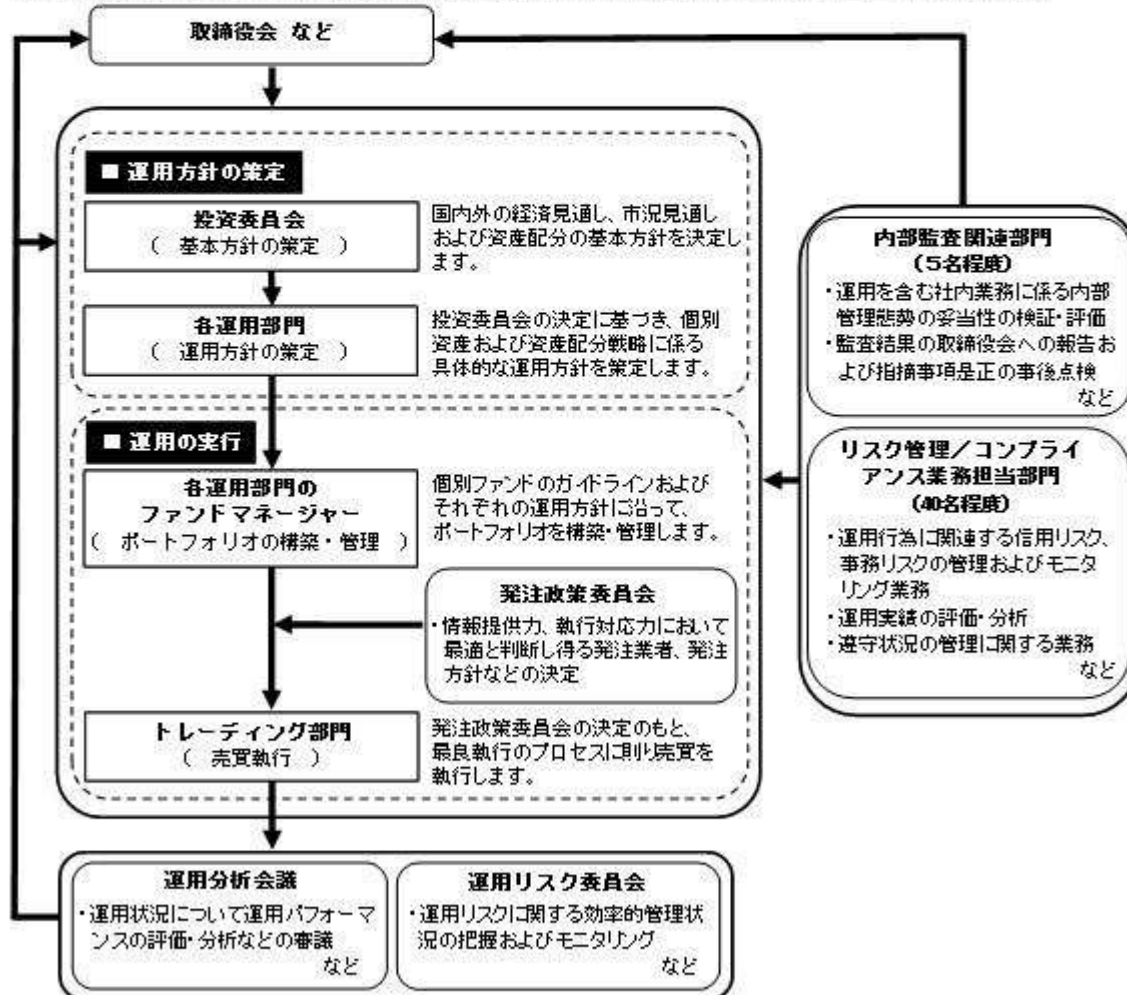 取締役会 など
■ 運用方針の策定
投資委員会
（ 基本方針の策定 ）
国内外の経済見通し、市況見通し
および資産配分の基本方針を決定し
ます。
各運用部門
（ 運用方針の策定 ）
投資委員会の決定に基づき、個別
資産および資産配分戦略に係る
具体的な運用方針を策定します。
■ 運用の実行
各運用部門の
ファンドマネージャー
（ ポートフォリオの構築・管理 ）
個別ファンドのガイドラインおよび
それぞれの運用方針に沿って、
ポートフォリオを構築・管理します。
発注政策委員会
・情報提供力、執行対応力において
最適と判断し得る発注業者、発注
方針などの決定
トレーディング部門
（ 売買執行 ）
発注政策委員会の決定のもと、
最良執行のプロセスに則り売買を
執行します。
内部監査関連部門
（5名程度）
・運用を含む社内業務に係る内部
管理態勢の妥当性の検証・評価
・監査結果の取締役会への報告お
よび指摘事項是正の事後点検
など
リスク管理／コンプライ
アンス業務担当部門
（40名程度）
・運用行為に関連する信用リスク、
事務リスクの管理およびモニタ
リング業務
・運用実績の評価・分析
・遵守状況の管理に関する業務
など
運用分析会議
・運用状況について運用パフォーマ
ンスの評価・分析などの審議
など
運用リスク委員会
・運用リスクに関する効率的管理状
況の把握およびモニタリング
など